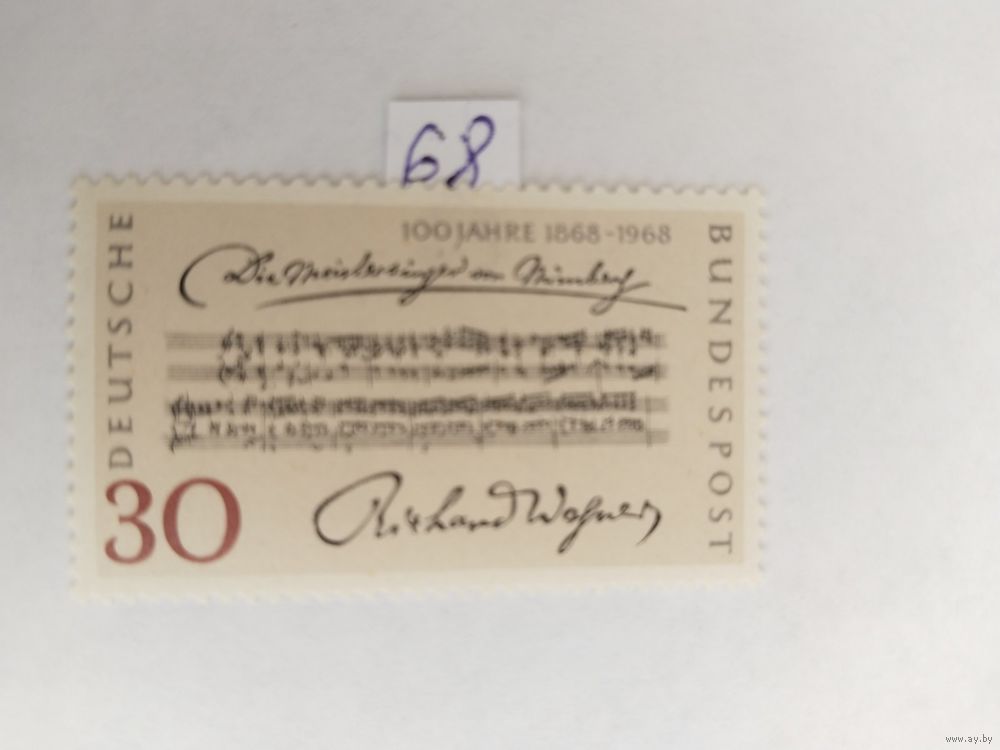 68
100 JAHRE 1868-1968
Die Meistersinger von Nürnberg
DEUTSCHE
BUNDESPOST
30
Richard Wagner
www.ay.by